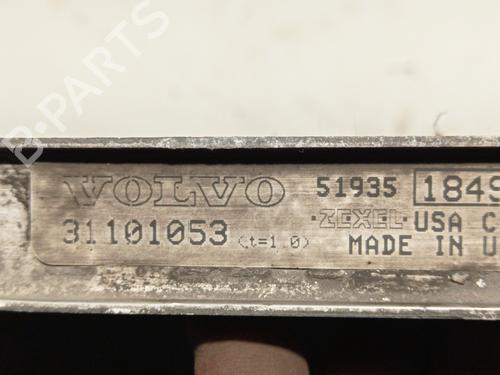 B-PARTS
VOLVO 51935 1849
31101053 (t=1.0) ZEXEL USA C
MADE IN U